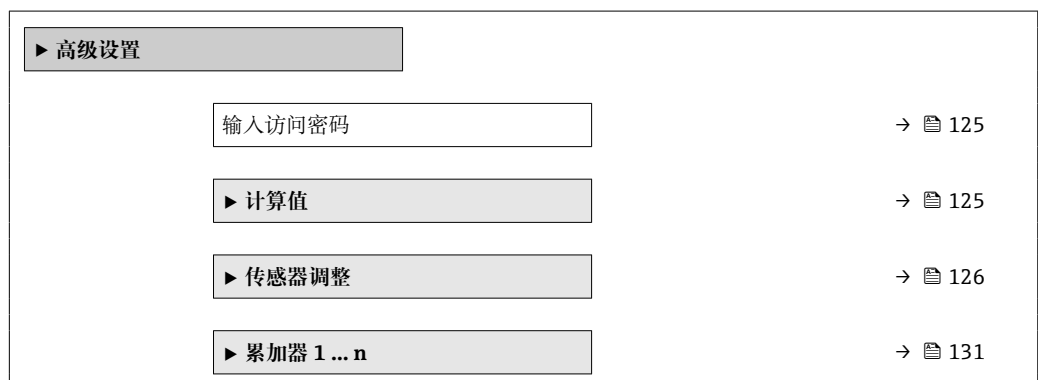 ▶ 高级设置
输入访问密码 → 🖹 125
▶ 计算值 → 🖹 125
▶ 传感器调整 → 🖹 126
▶ 累加器 1 … n → 🖹 131